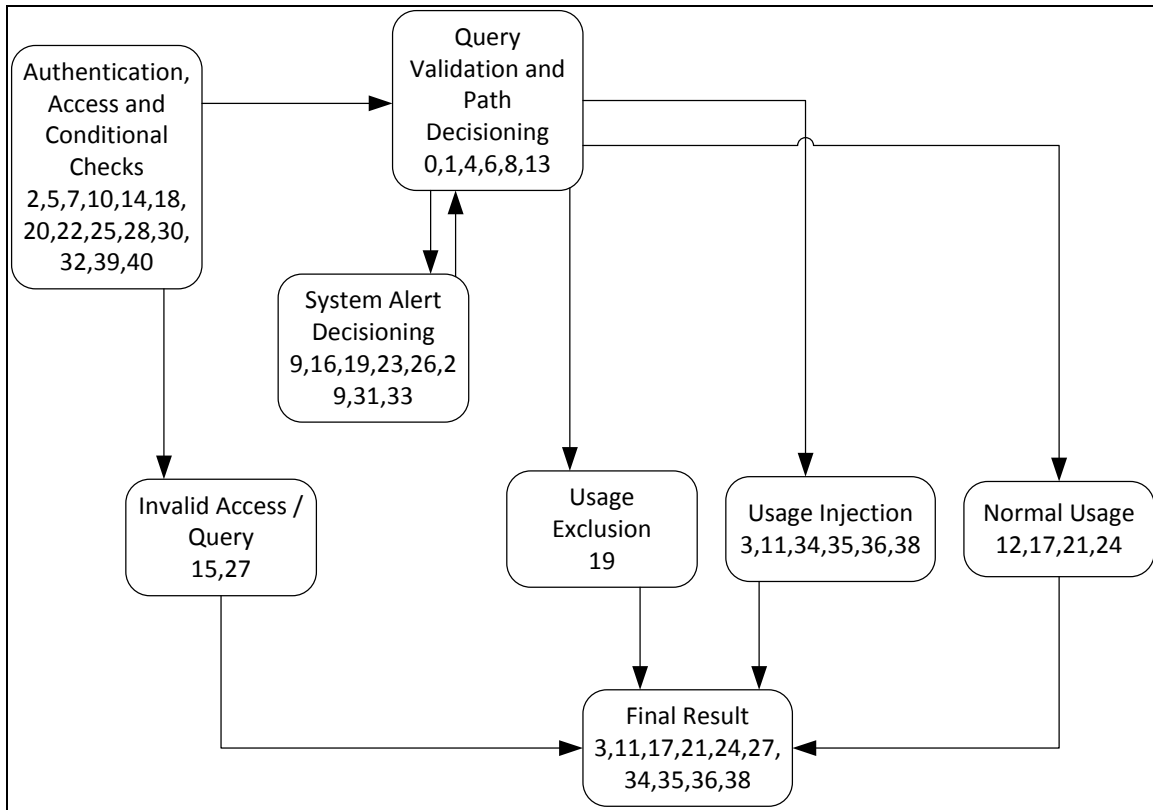 Authentication,
Access and
Conditional
Checks
2,5,7,10,14,18,
20,22,25,28,30,
32,39,40
Query
Validation and
Path
Decisioning
0,1,4,6,8,13
System Alert
Decisioning
9,16,19,23,26,2
9,31,33
Invalid Access /
Query
15,27
Usage
Exclusion
19
Usage Injection
3,11,34,35,36,38
Normal Usage
12,17,21,24
Final Result
3,11,17,21,24,27,
34,35,36,38